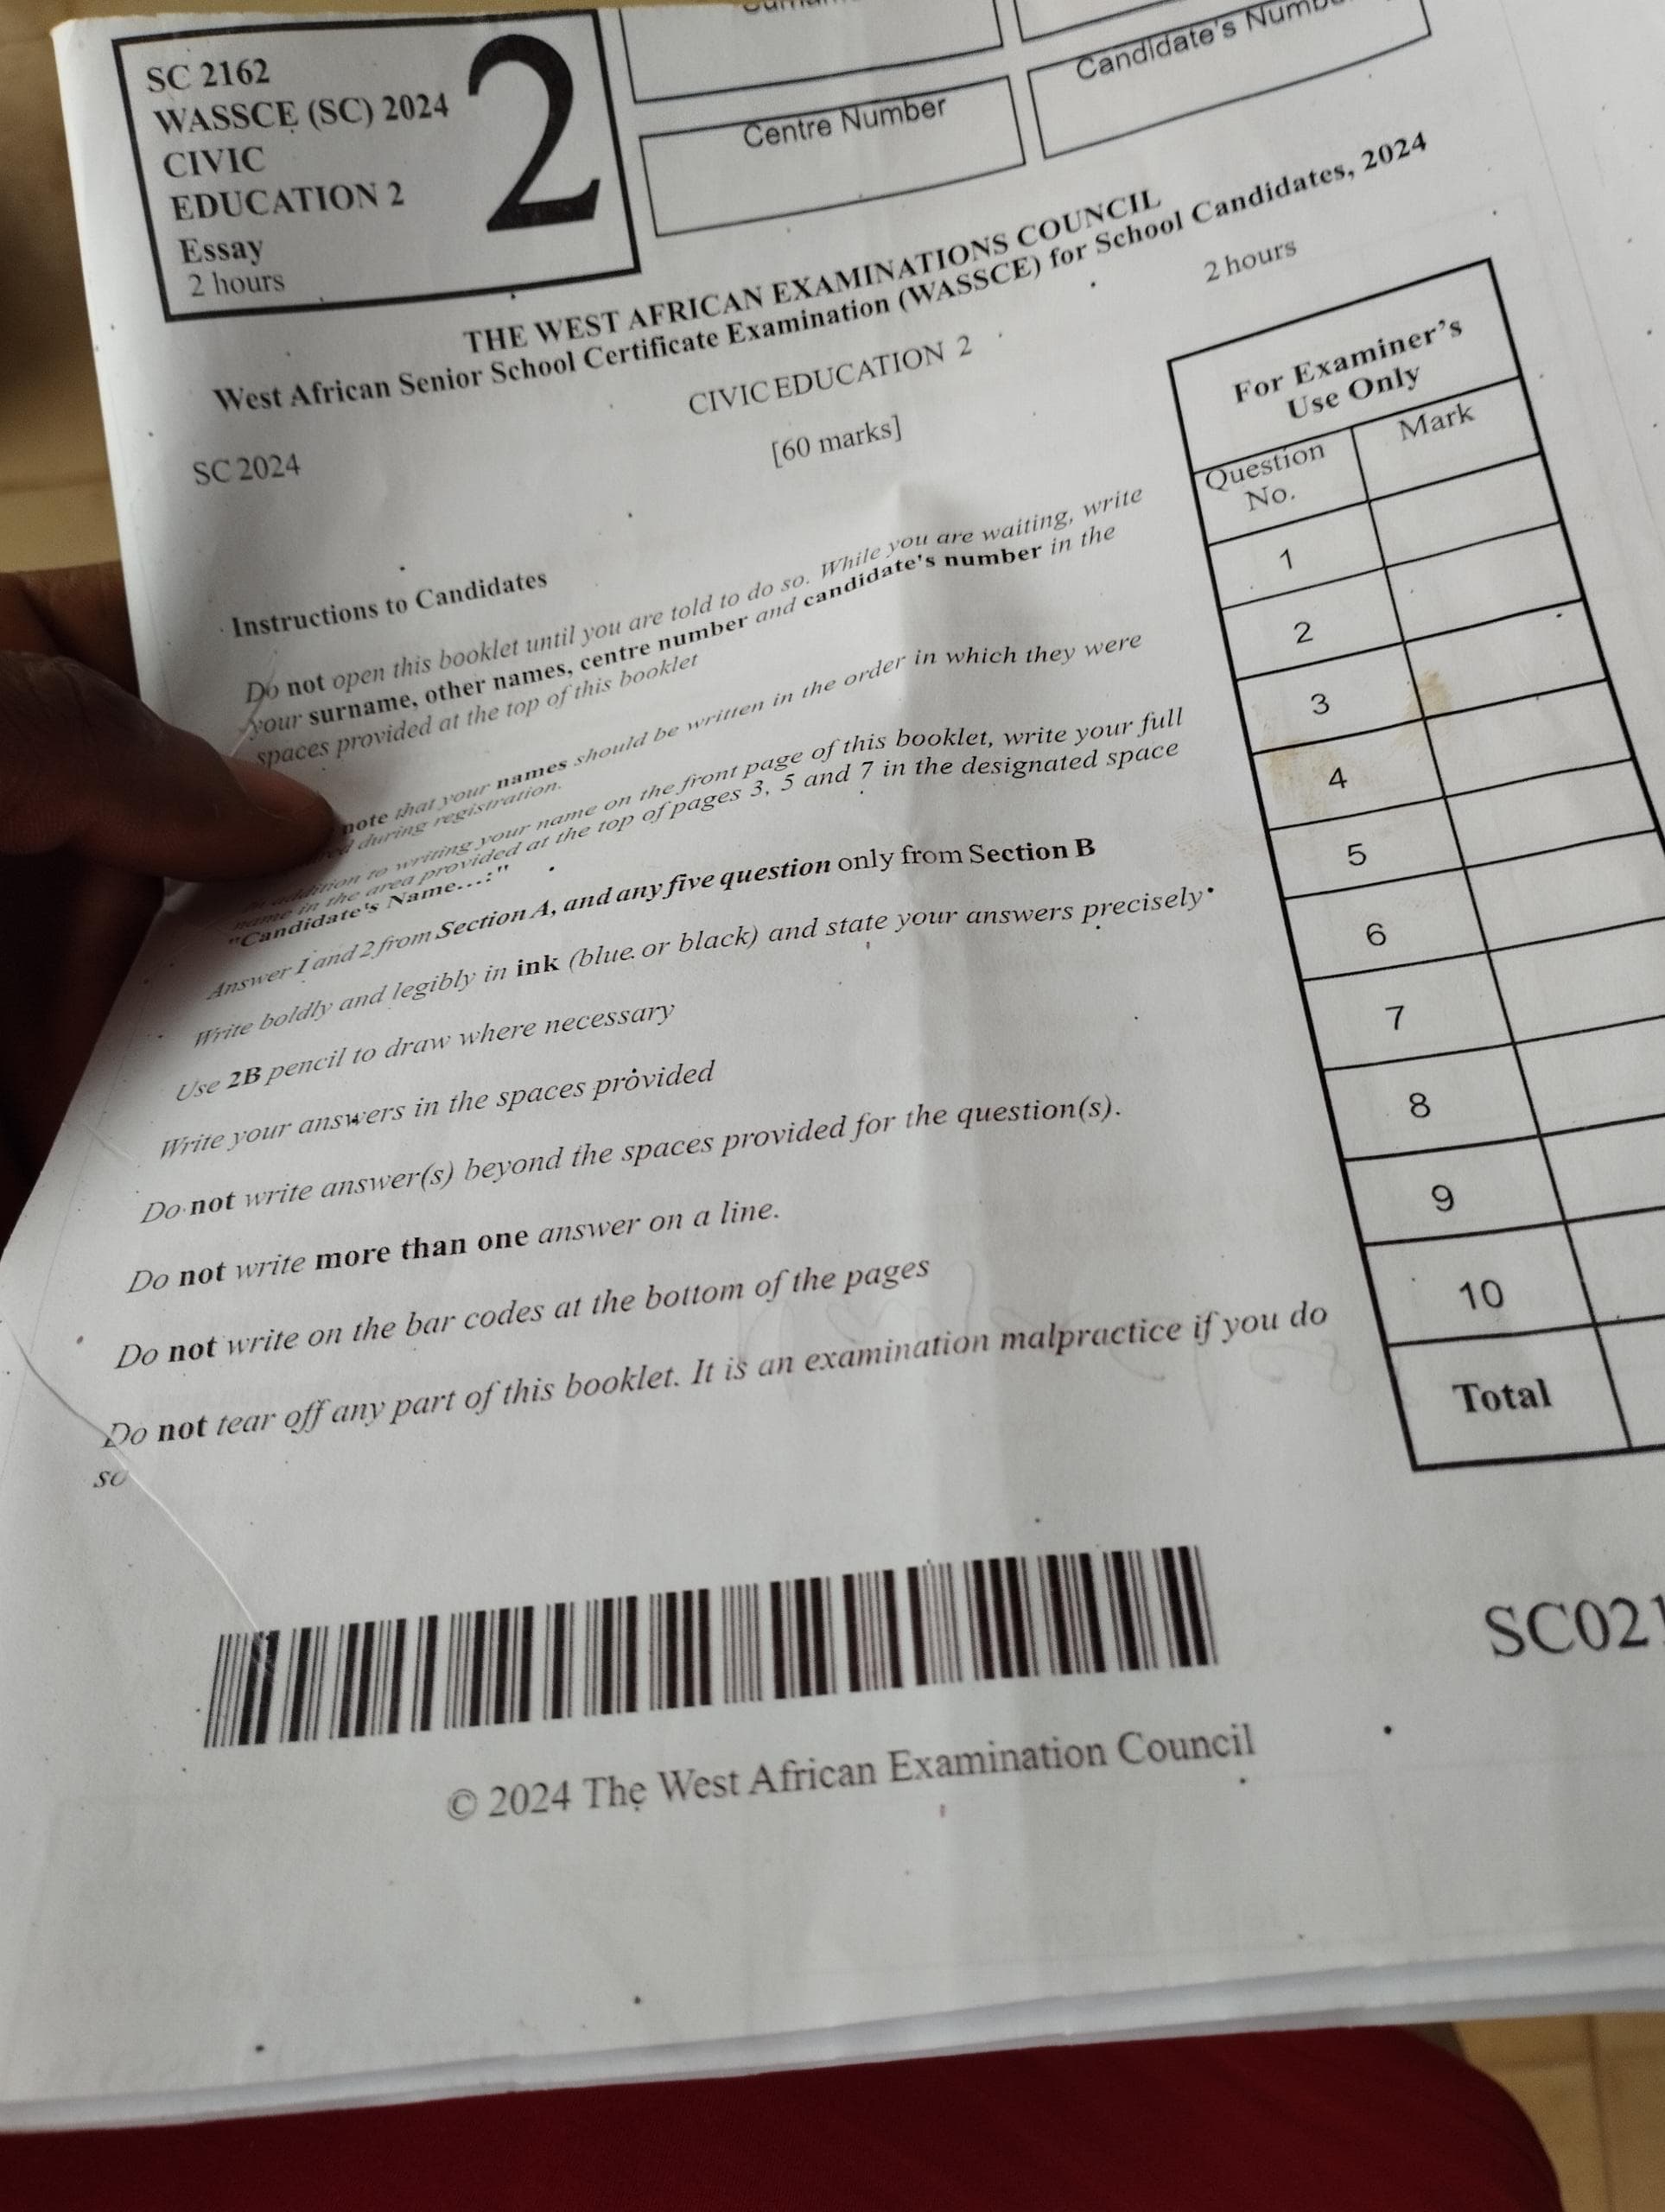 SC 2162
WASSCE (SC) 2024
CIVIC
EDUCATION 2
Essay
2 hours
2
Centre Number
Candidate's
THE WEST AFRICAN EXAMINATIONS COUNCIL
West African Senior School Certificate Examination (WASSCE) for School Candidates, 2024
SC 2024
CIVIC EDUCATION 2
2 hours
[60 marks]
Instructions to Candidates
Do not open this booklet until you are told to do so. While you are waiting, write
your surname, other names, centre number and candidate's number in the
spaces provided at the top of this booklet
note that your names should be written in the order in which they were
during registration.
addition to writing your name on the front page of this booklet, write your full
name in the area provided at the top of pages 3, 5 and 7 in the designated space
"Candidate's Name...:"
Answer 1 and 2 from Section A, and any five question only from Section B
Write boldly and legibly in ink (blue or black) and state your answers precisely
Use 2B pencil to draw where necessary
Write your answers in the spaces provided
Do not write answer(s) beyond the spaces provided for the question(s).
Do not write more than one answer on a line.
Do not write on the bar codes at the bottom of the pages
Do not tear off any part of this booklet. It is an examination malpractice if you do
so
For Examiner's
Use Only
Question
No.
Mark
1
2
3
4
5
6
7
8
9
10
Total
SC021
© 2024 The West African Examination Council